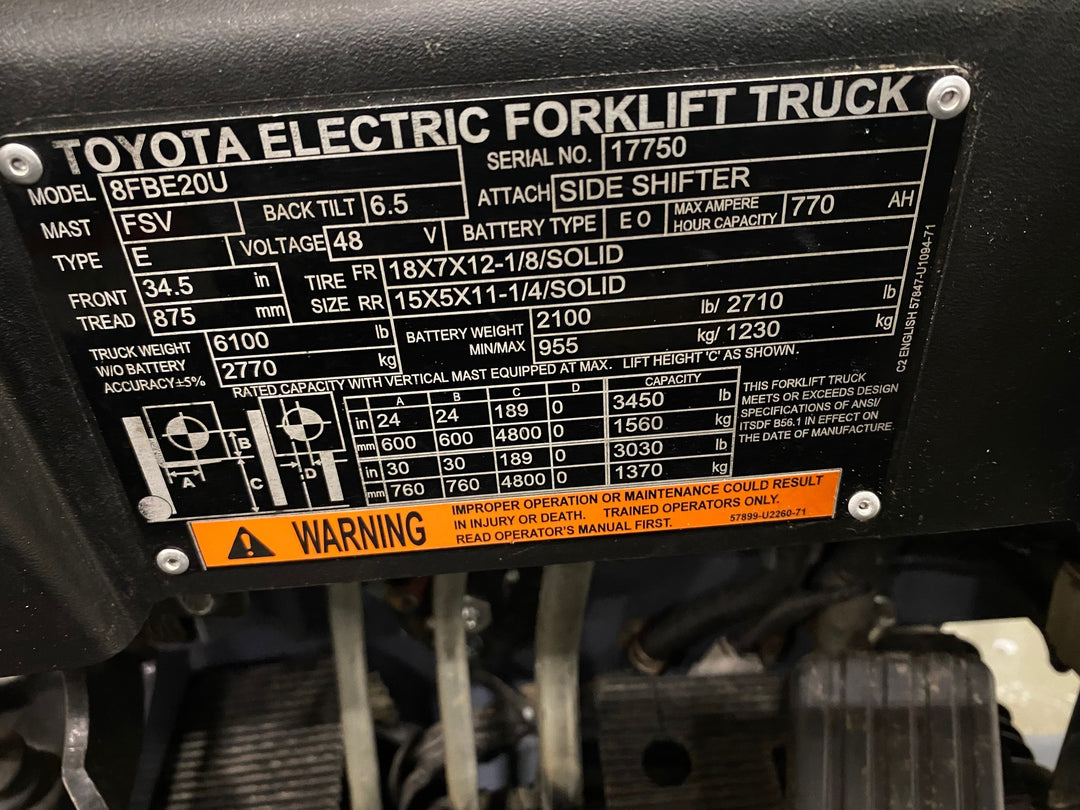 TOYOTA ELECTRIC FORKLIFT TRUCK
MODEL 8FBE20U SERIAL NO. 17750
MAST FSV BACK TILT 6.5 ATTACH SIDE SHIFTER
TYPE E VOLTAGE 48 V BATTERY TYPE E O MAX AMPERE HOUR CAPACITY 770 AH
FRONT TREAD 34.5 in
875 mm
TIRE SIZE FR 18X7X12-1/8/SOLID
RR 15X5X11-1/4/SOLID
TRUCK WEIGHT W/O BATTERY ACCURACY±5%
6100 lb
2770 kg
BATTERY WEIGHT MIN/MAX
2100 lb/ 2710 lb
955 kg/ 1230 kg
RATED CAPACITY WITH VERTICAL MAST EQUIPPED AT MAX. LIFT HEIGHT 'C' AS SHOWN.
A B C D CAPACITY
in 24 24 189 0 3450 lb
mm 600 600 4800 0 1560 kg
in 30 30 189 0 3030 lb
mm 760 760 4800 0 1370 kg
A B C D
THIS FORKLIFT TRUCK
MEETS OR EXCEEDS DESIGN
SPECIFICATIONS OF ANSI/
ITSDF B56.1 IN EFFECT ON
THE DATE OF MANUFACTURE.
C2 ENGLISH 57847-U1094-71
WARNING
IMPROPER OPERATION OR MAINTENANCE COULD RESULT
IN INJURY OR DEATH. TRAINED OPERATORS ONLY.
READ OPERATOR'S MANUAL FIRST.
57899-U2260-71